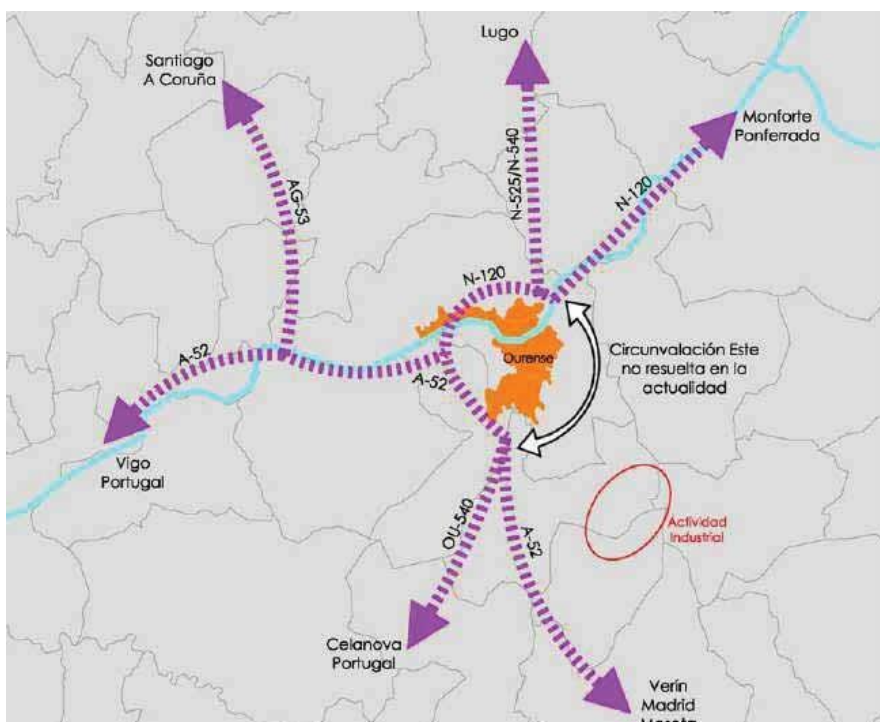 Lugo
Santiago
A Coruña
Monforte
Ponferrada
AG-53
N-525/N-540
N-120
N-120
Ourense
Circunvalación Este
no resuelta en la
actualidad
A-52
A-52
Vigo
Portugal
OU-540
A-52
Actividad
Industrial
Celanova
Portugal
Verín
Madrid